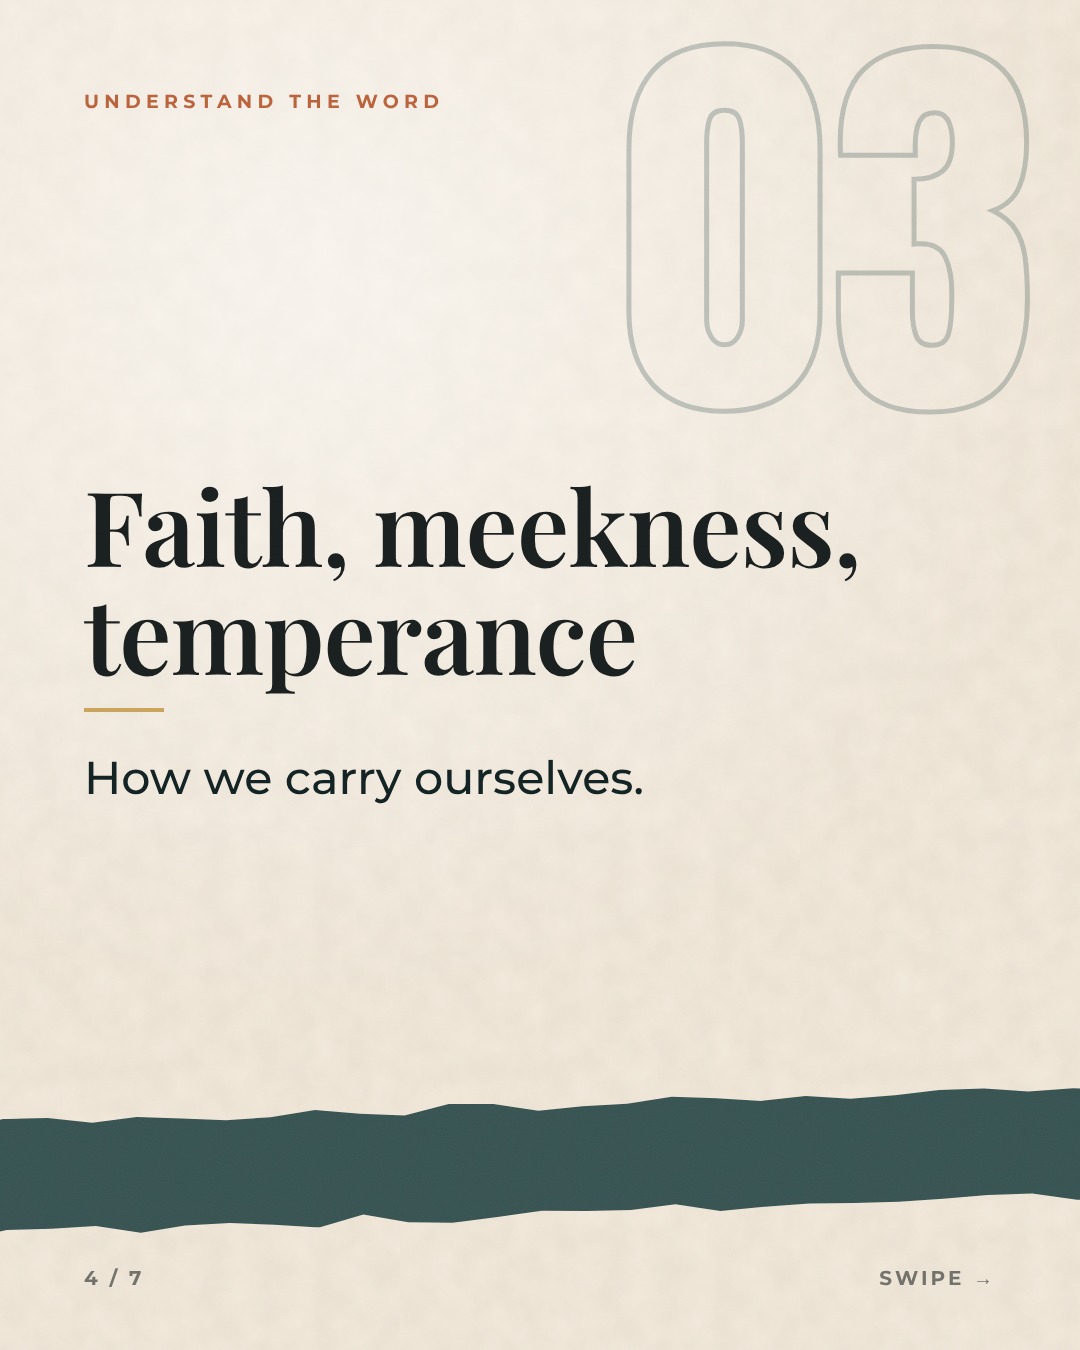 UNDERSTAND THE WORD
03
Faith, meekness,
temperance
How we carry ourselves.
4 / 7
SWIPE →